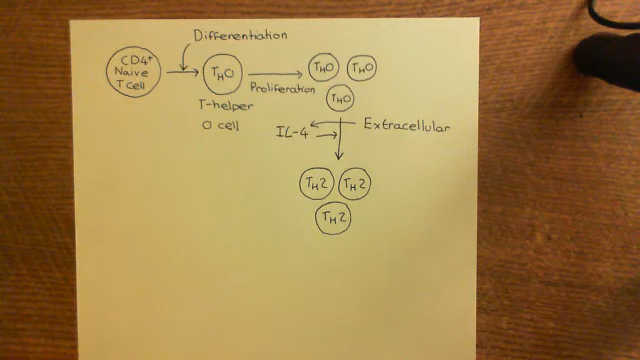 Differentiation
CD4+
Naive
T Cell
TH0
Proliferation
TH0
TH0
TH0
T-helper
0 cell
Extracellular
IL-4
TH2
TH2
TH2